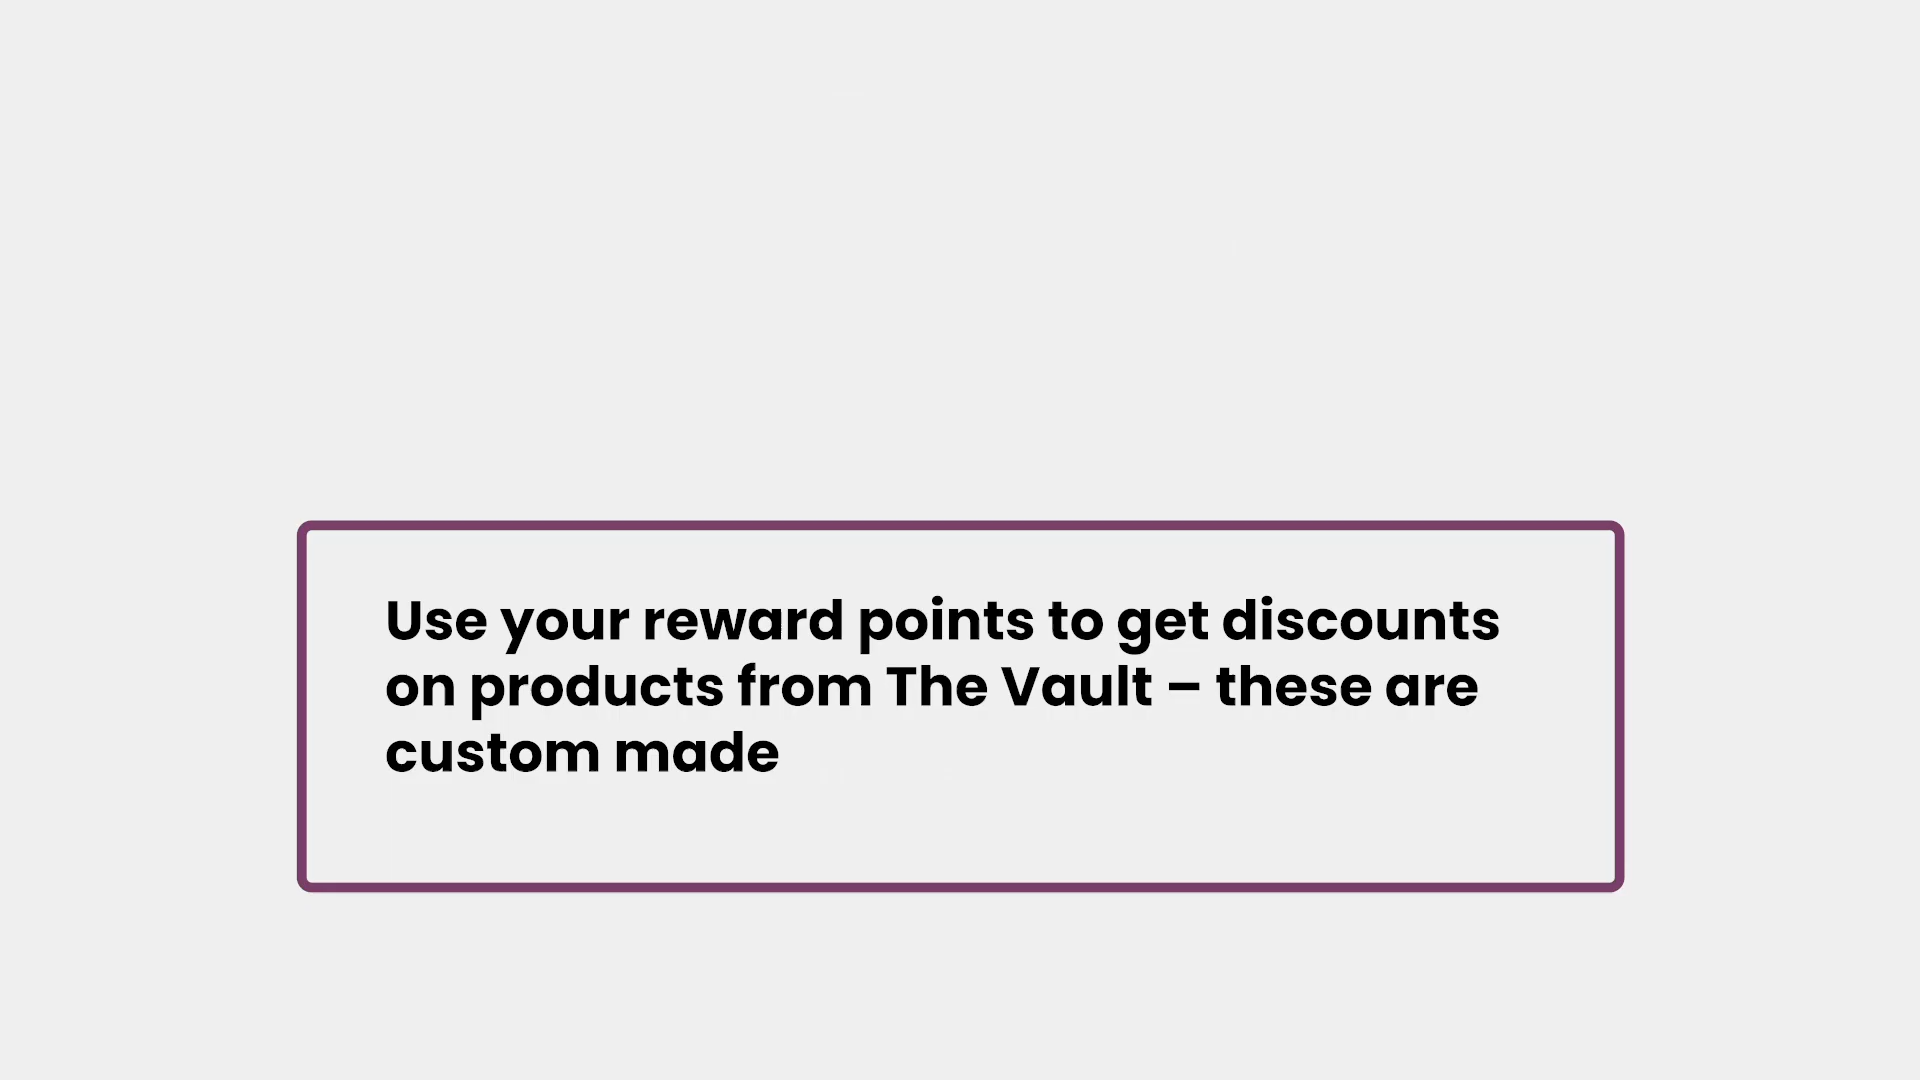 Use your reward points to get discounts
on products from The Vault – these are
custom made